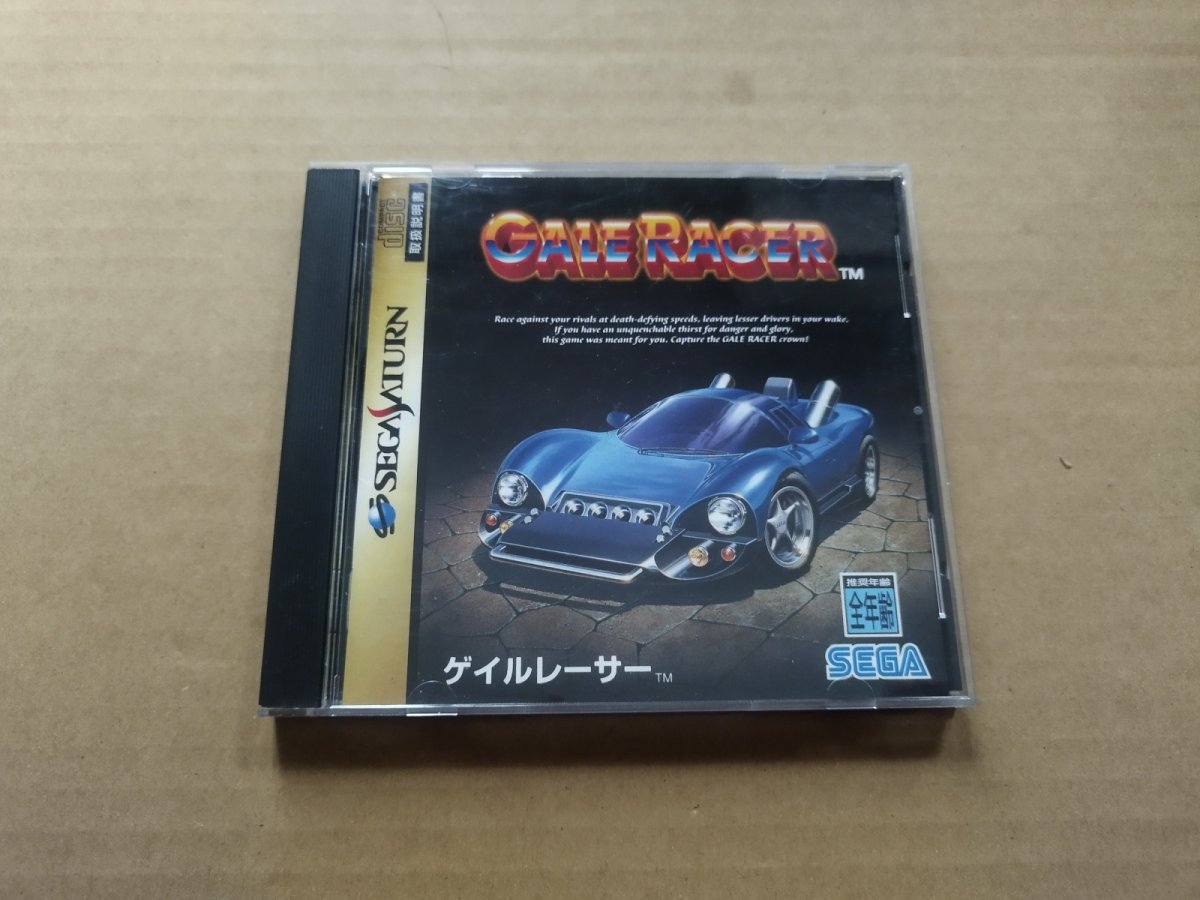 GALE RACER™
Race against your rivals at death-defying speeds, leaving lesser drivers in your wake.
If you have an unquenchable thirst for danger and glory,
this game was meant for you. Capture the GALE RACER crown!
disc
取扱説明書
SEGA SATURN
推奨年齢
全年齢
SEGA
ゲイルレーサー™